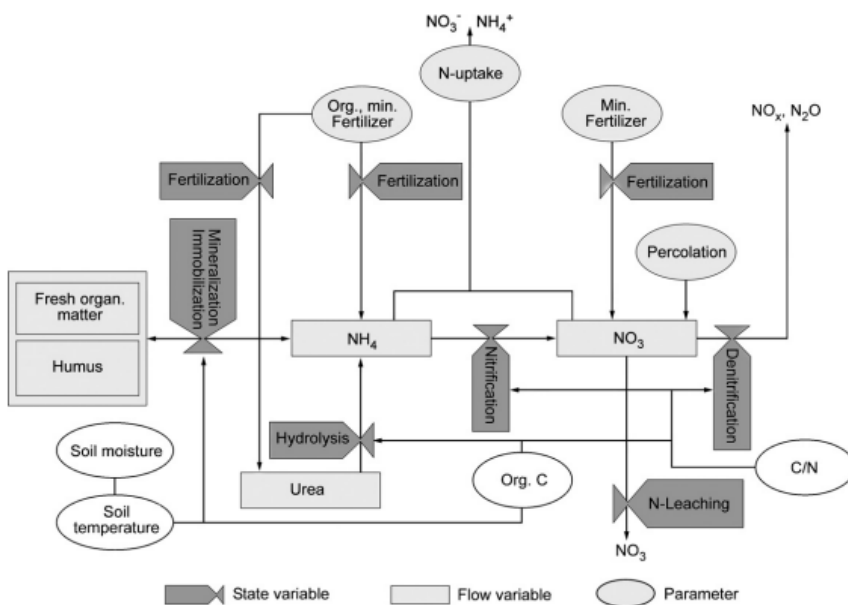 NO₃⁻ NH₄⁺
N-uptake
Org., min.
Fertilizer
Min.
Fertilizer
NOₓ, N₂O
Fertilization
Fertilization
Fertilization
Mineralization
Immobilization
Percolation
Fresh organ.
matter
Humus
NH₄
NO₃
Nitrification
Denitrification
Hydrolysis
Soil moisture
Urea
Org. C
C/N
Soil
temperature
N-Leaching
NO₃
State variable
Flow variable
Parameter